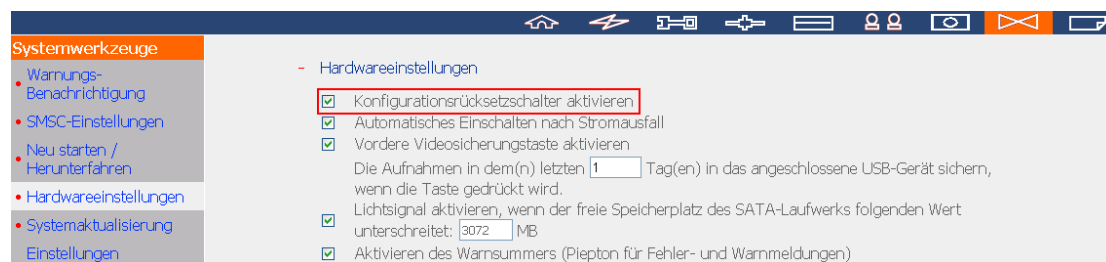 Systemwerkzeuge
Warnungs-
Benachrichtigung
SMSC-Einstellungen
Neu starten /
Herunterfahren
Hardwareeinstellungen
Systemaktualisierung
Einstellungen
- Hardwareeinstellungen
Konfigurationsrücksetzschalter aktivieren
Automatisches Einschalten nach Stromausfall
Vordere Videosicherungstaste aktivieren
Die Aufnahmen in dem(n) letzten 1 Tag(en) in das angeschlossene USB-Gerät sichern,
wenn die Taste gedrückt wird.
Lichtsignal aktivieren, wenn der freie Speicherplatz des SATA-Laufwerks folgenden Wert
unterschreitet: 3072 MB
Aktivieren des Warnsummers (Piepton für Fehler- und Warnmeldungen)